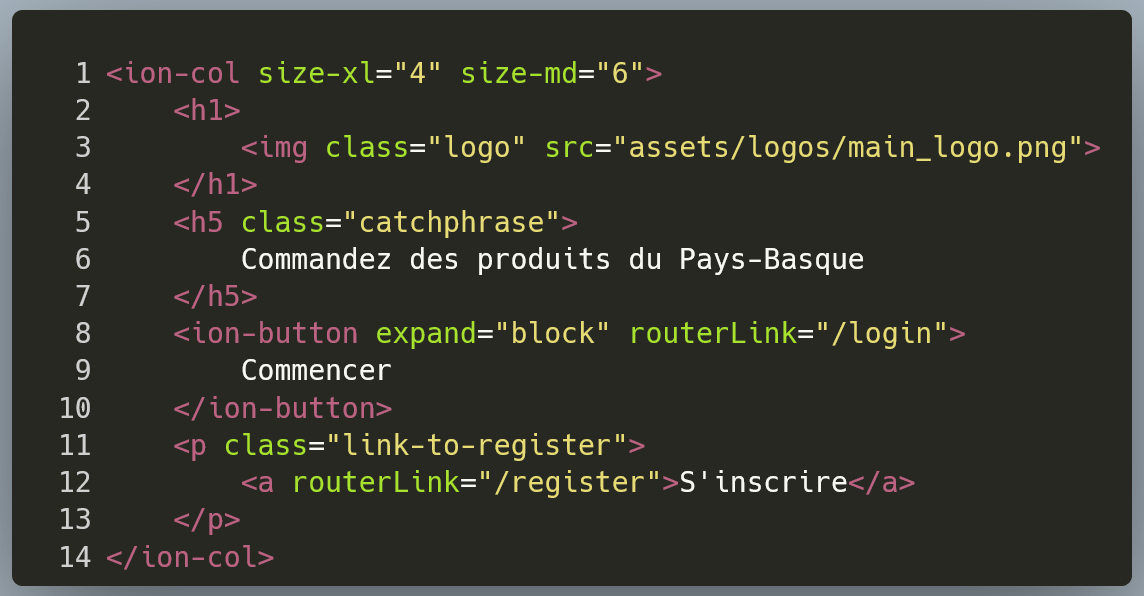 1 <ion-col size-xl="4" size-md="6">
2 <h1>
3 <img class="logo" src="assets/logos/main_logo.png">
4 </h1>
5 <h5 class="catchphrase">
6 Commandez des produits du Pays-Basque
7 </h5>
8 <ion-button expand="block" routerLink="/login">
9 Commencer
10 </ion-button>
11 <p class="link-to-register">
12 <a routerLink="/register">S'inscrire</a>
13 </p>
14 </ion-col>